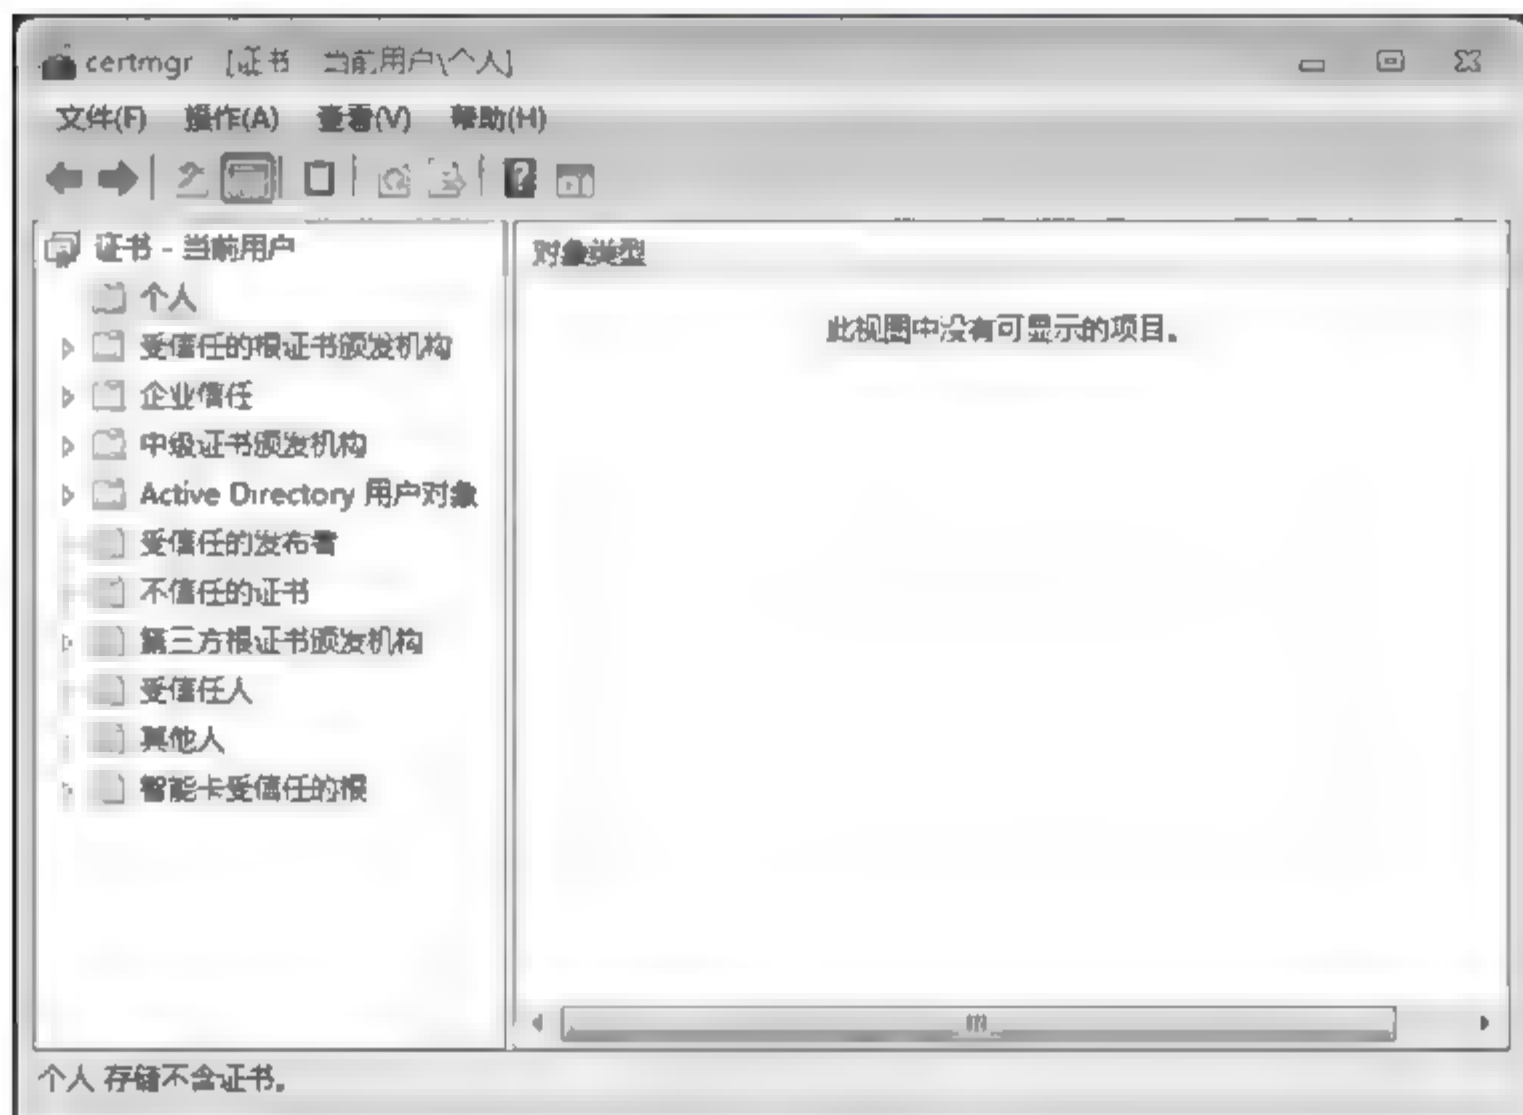 certmgr [证书 当前用户\个人]
文件(F) 操作(A) 查看(V) 帮助(H)
证书 - 当前用户
个人
受信任的根证书颁发机构
企业信任
中级证书颁发机构
Active Directory 用户对象
受信任的发布者
不信任的证书
第三方根证书颁发机构
受信任人
其他人
智能卡受信任的根
对象类型
此视图中没有可显示的项目。
个人 存储不含证书。